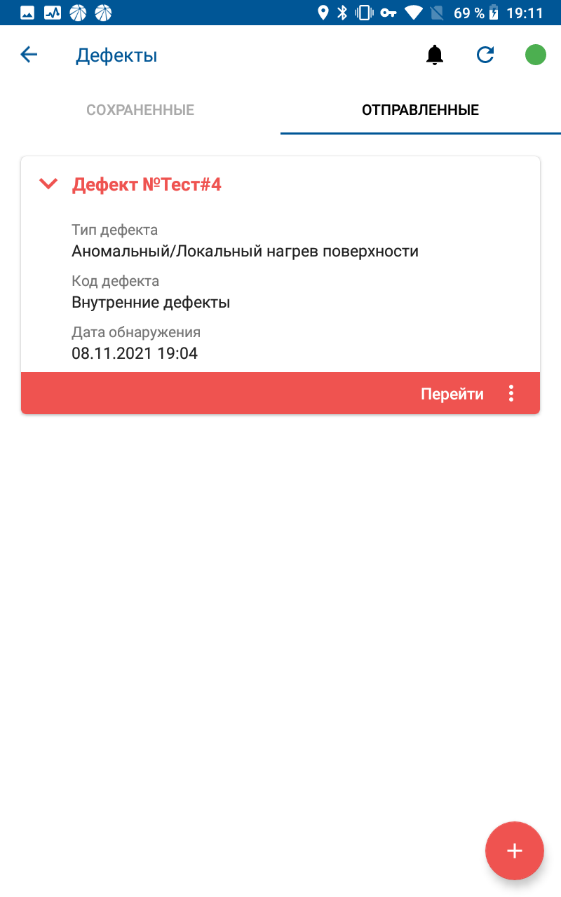 69 % 19:11
Дефекты
СОХРАНЕННЫЕ ОТПРАВЛЕННЫЕ
Дефект №Тест#4
Тип дефекта
Аномальный/Локальный нагрев поверхности
Код дефекта
Внутренние дефекты
Дата обнаружения
08.11.2021 19:04
Перейти